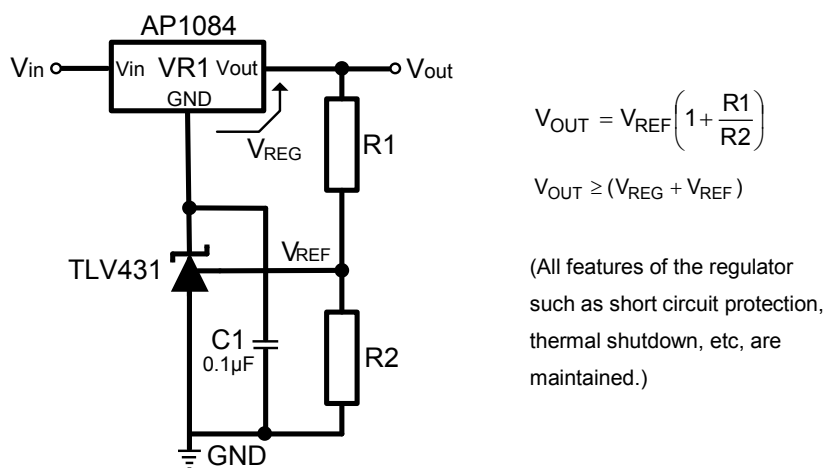 AP1084
Vin
Vin VR1 Vout
GND
Vout
VREG
R1
TLV431
VREF
C1
0.1µF
R2
GND
VOUT = VREF(1+R1/R2)
VOUT ≥ (VREG + VREF)
(All features of the regulator
such as short circuit protection,
thermal shutdown, etc, are
maintained.)